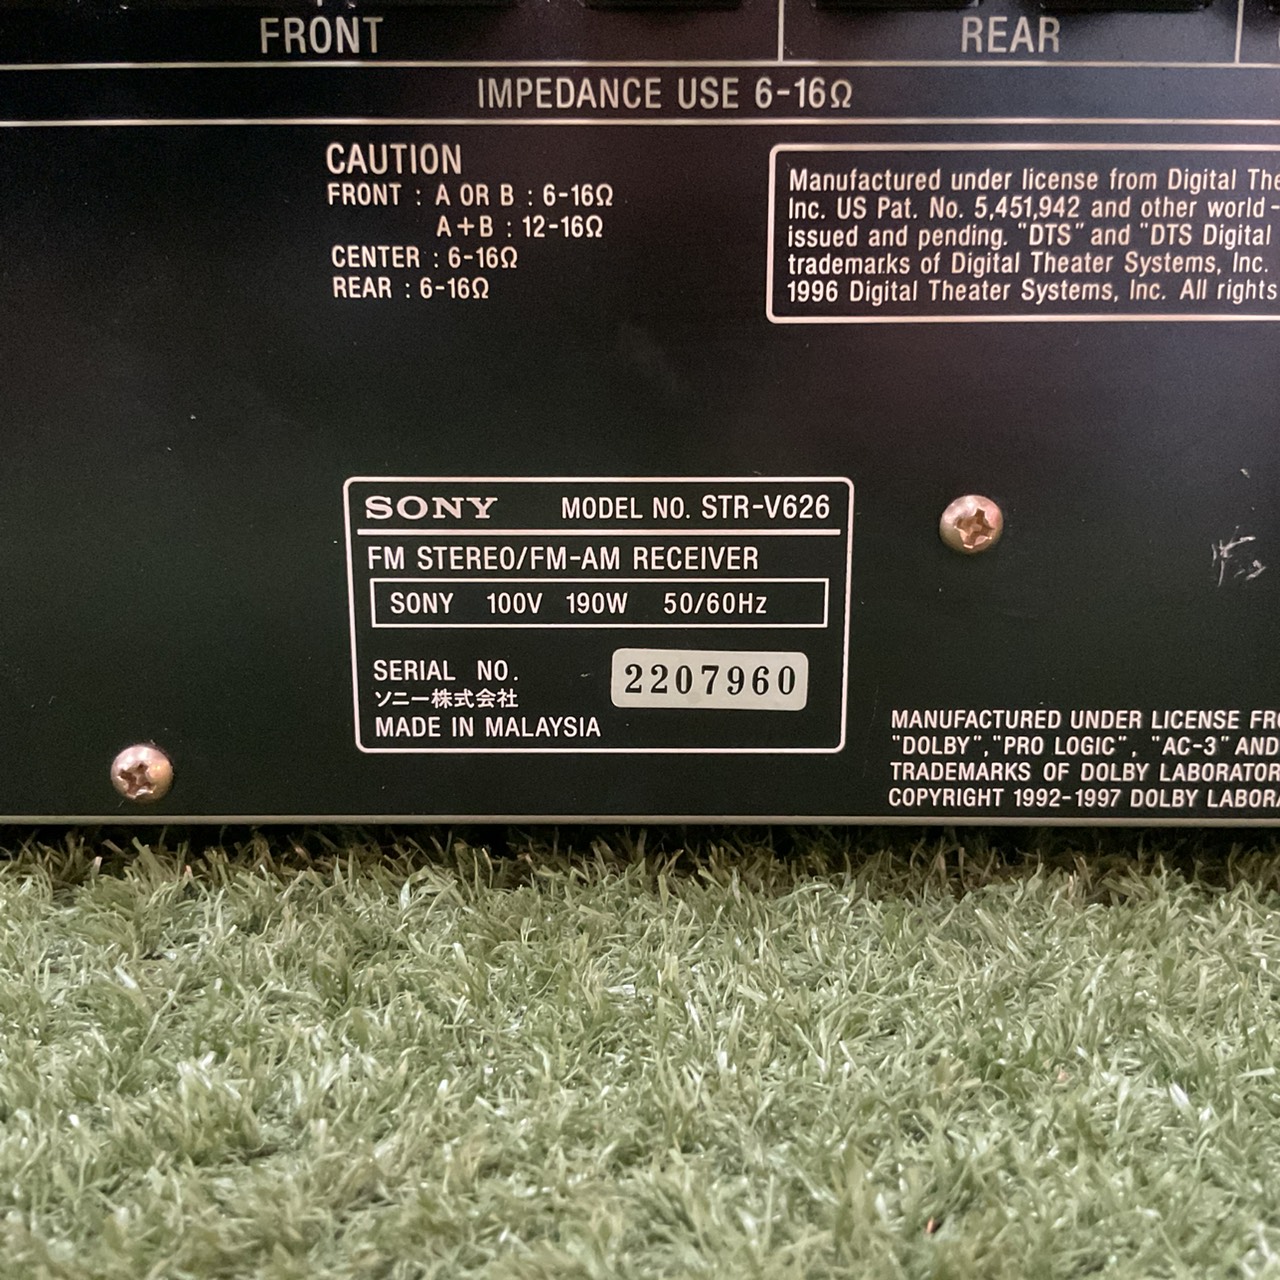 FRONT
REAR
IMPEDANCE USE 6-16Ω
CAUTION
FRONT : A OR B : 6-16Ω
A+B : 12-16Ω
CENTER : 6-16Ω
REAR : 6-16Ω
Manufactured under license from Digital
Inc. US Pat. No. 5,451,942 and other world-
issued and pending. "DTS" and "DTS Digital
trademarks of Digital Theater Systems, Inc.
1996 Digital Theater Systems, Inc. All rights
SONY MODEL NO. STR-V626
FM STEREO/FM-AM RECEIVER
SONY 100V 190W 50/60Hz
SERIAL NO. 2207960
ソニー株式会社
MADE IN MALAYSIA
MANUFACTURED UNDER LICENSE
"DOLBY", "PRO LOGIC", "AC-3" AND
TRADEMARKS OF DOLBY
COPYRIGHT 1992-1997 DOLBY